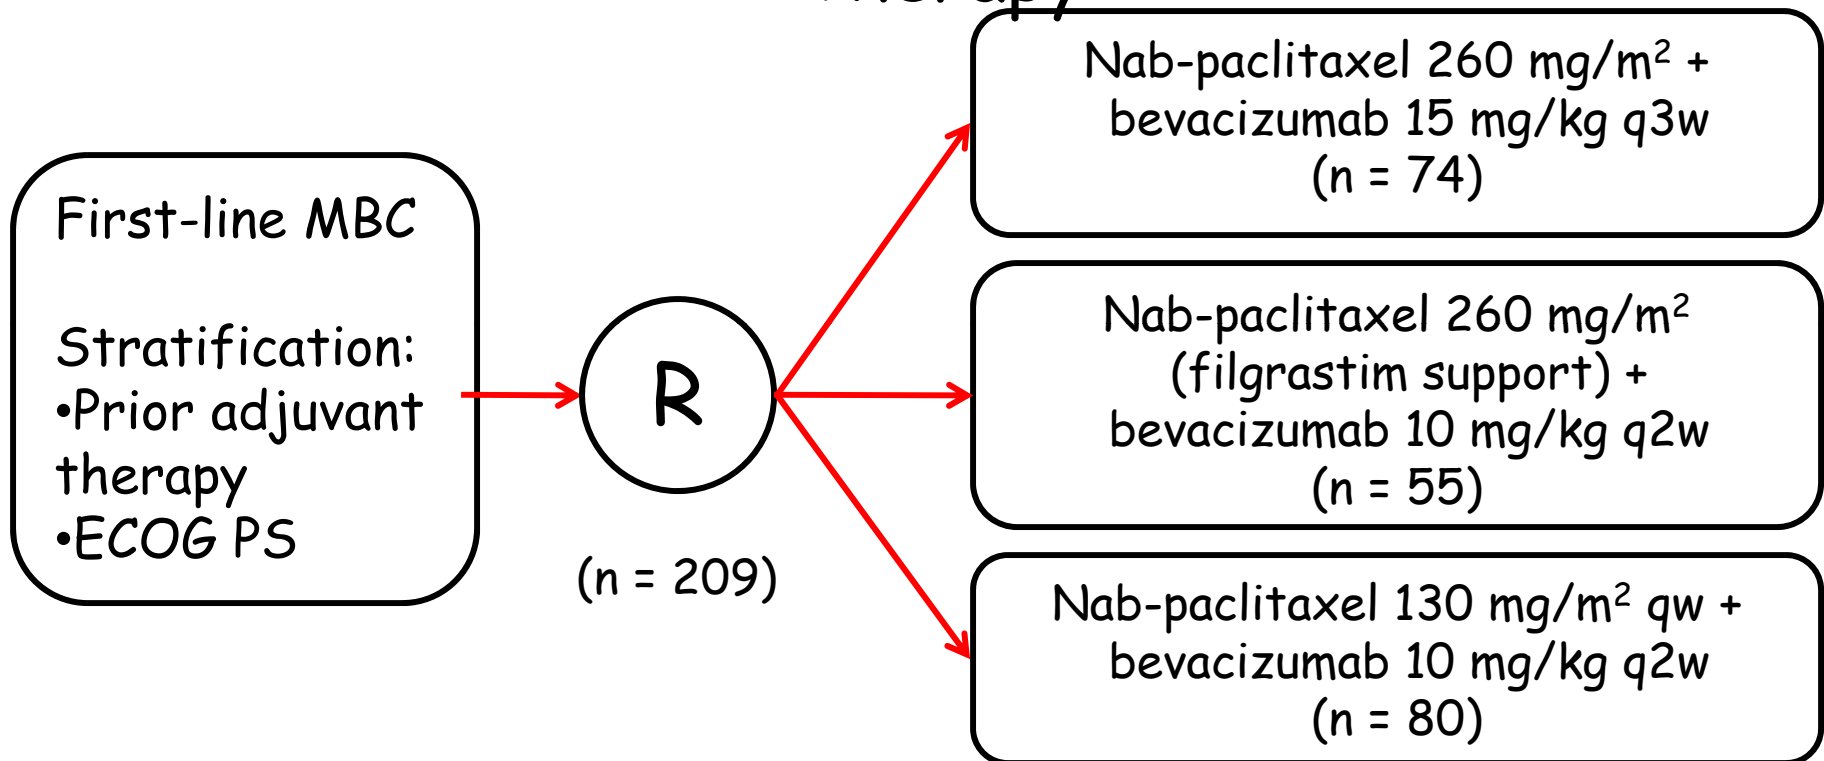 First-line MBC
Stratification:
•Prior adjuvant
therapy
•ECOG PS
R
(n = 209)
Nab-paclitaxel 260 mg/m² +
bevacizumab 15 mg/kg q3w
(n = 74)
Nab-paclitaxel 260 mg/m²
(filgrastim support) +
bevacizumab 10 mg/kg q2w
(n = 55)
Nab-paclitaxel 130 mg/m² qw +
bevacizumab 10 mg/kg q2w
(n = 80)